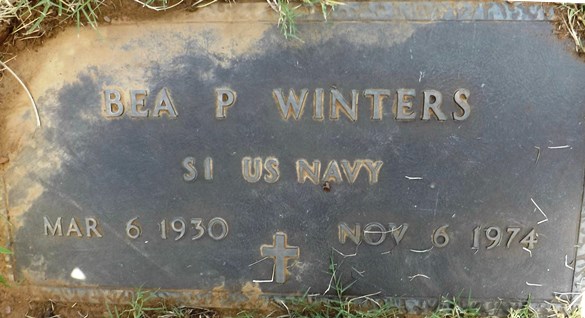 BEA P WINTERS
S1 US NAVY
MAR 6 1930 NOV 6 1974